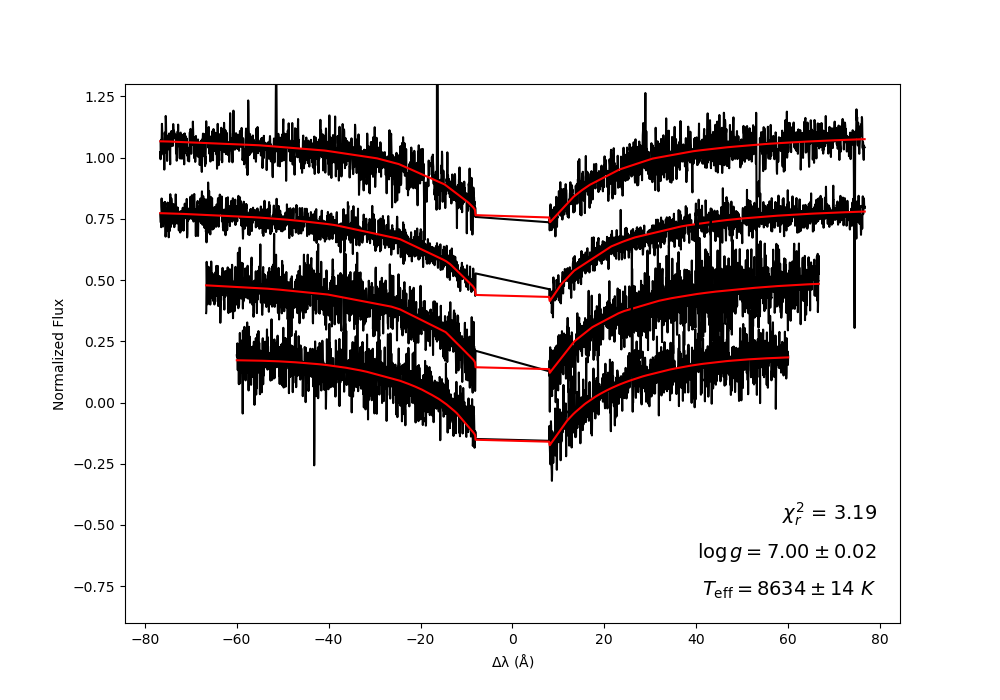 1.25
1.00
0.75
0.50
0.25
0.00
−0.25
−0.50
−0.75
Normalized Flux
χ²ᵣ = 3.19
log g = 7.00 ± 0.02
T_eff = 8634 ± 14 K
−80 −60 −40 −20 0 20 40 60 80
Δλ (Å)